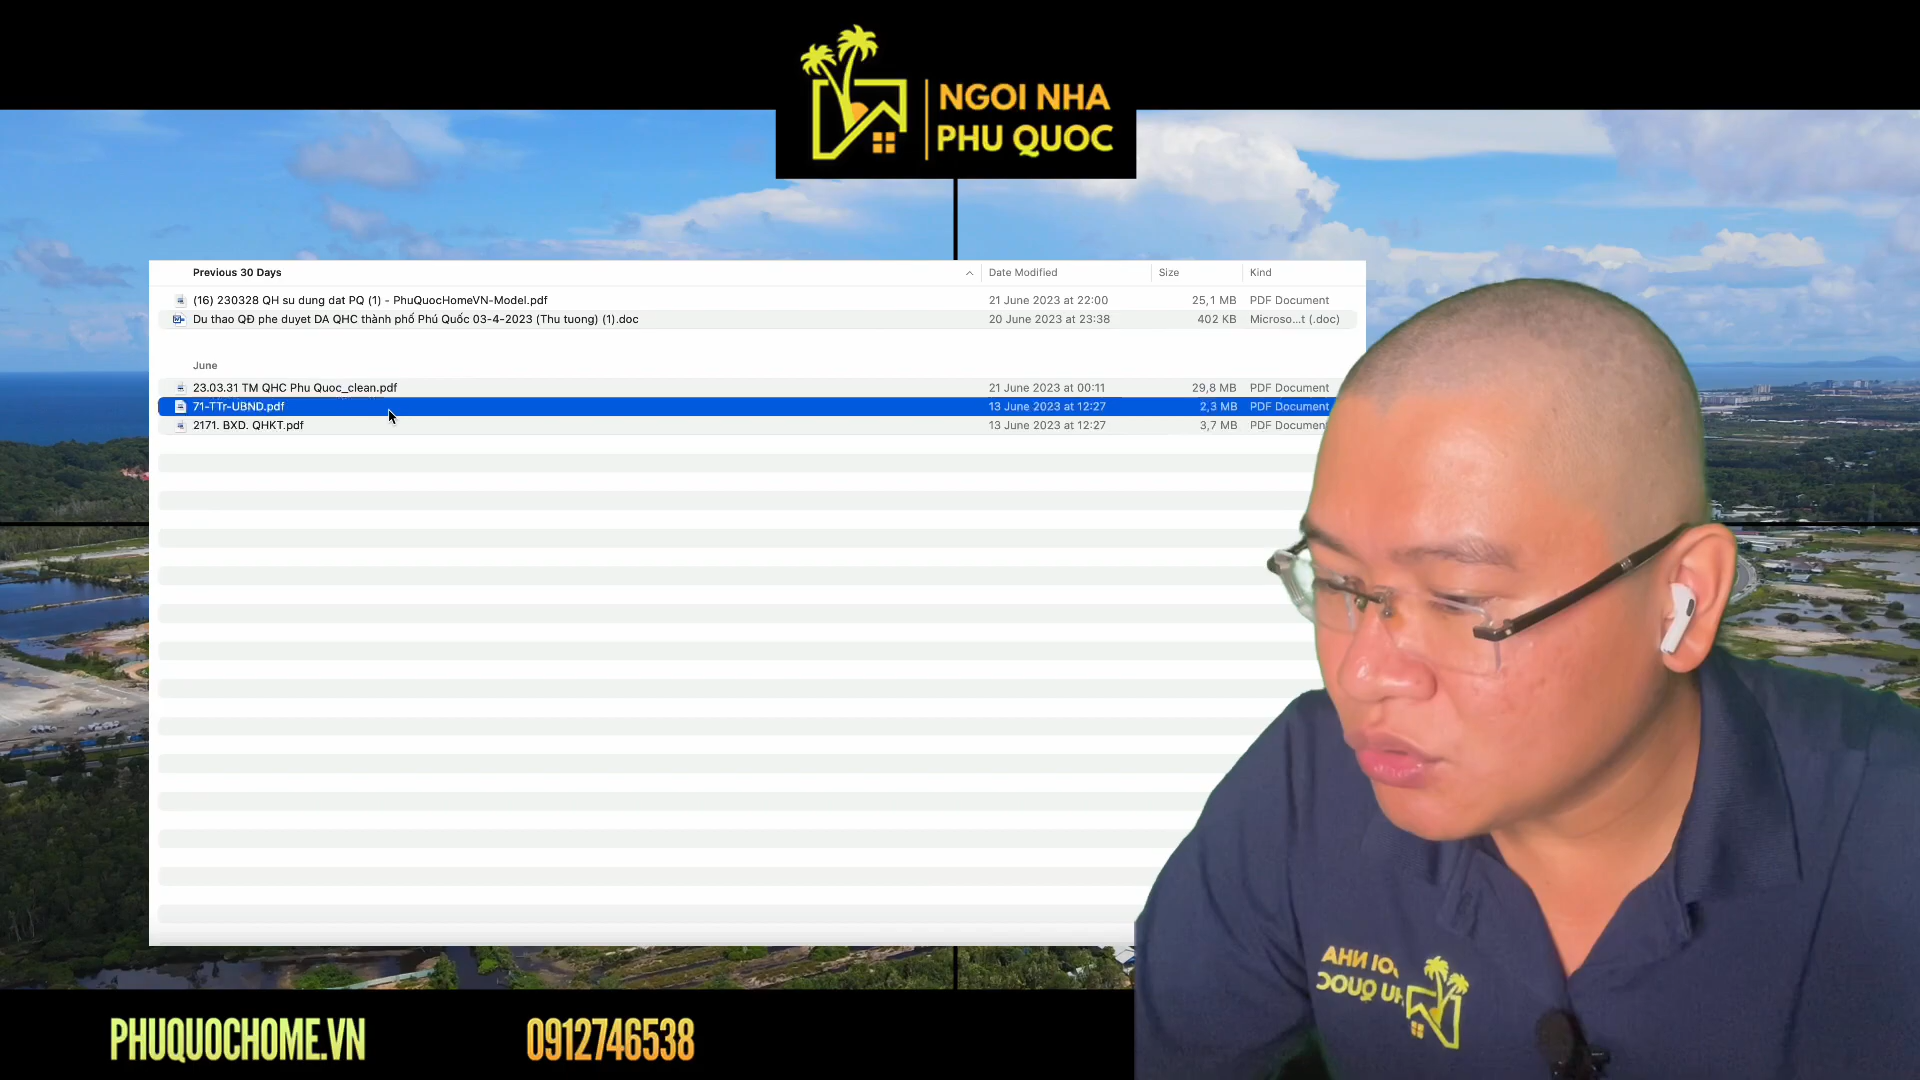 NGOI NHA
PHU QUOC
Previous 30 Days Date Modified Size Kind
(16) 230328 QH su dung dat PQ (1) - PhuQuocHomeVN-Model.pdf 21 June 2023 at 22:00 25,1 MB PDF Document
Du thao QĐ phe duyet DA QHC thành phố Phú Quốc 03-4-2023 (Thu tuong) (1).doc 20 June 2023 at 23:38 402 KB Microso...t (.doc)
June
23.03.31 TM QHC Phu Quoc_clean.pdf 21 June 2023 at 00:11 29,8 MB PDF Document
71-TTr-UBND.pdf 13 June 2023 at 12:27 2,3 MB PDF Document
2171. BXD. QHKT.pdf 13 June 2023 at 12:27 3,7 MB PDF Document
PHUQUOCHOME.VN 0912746538